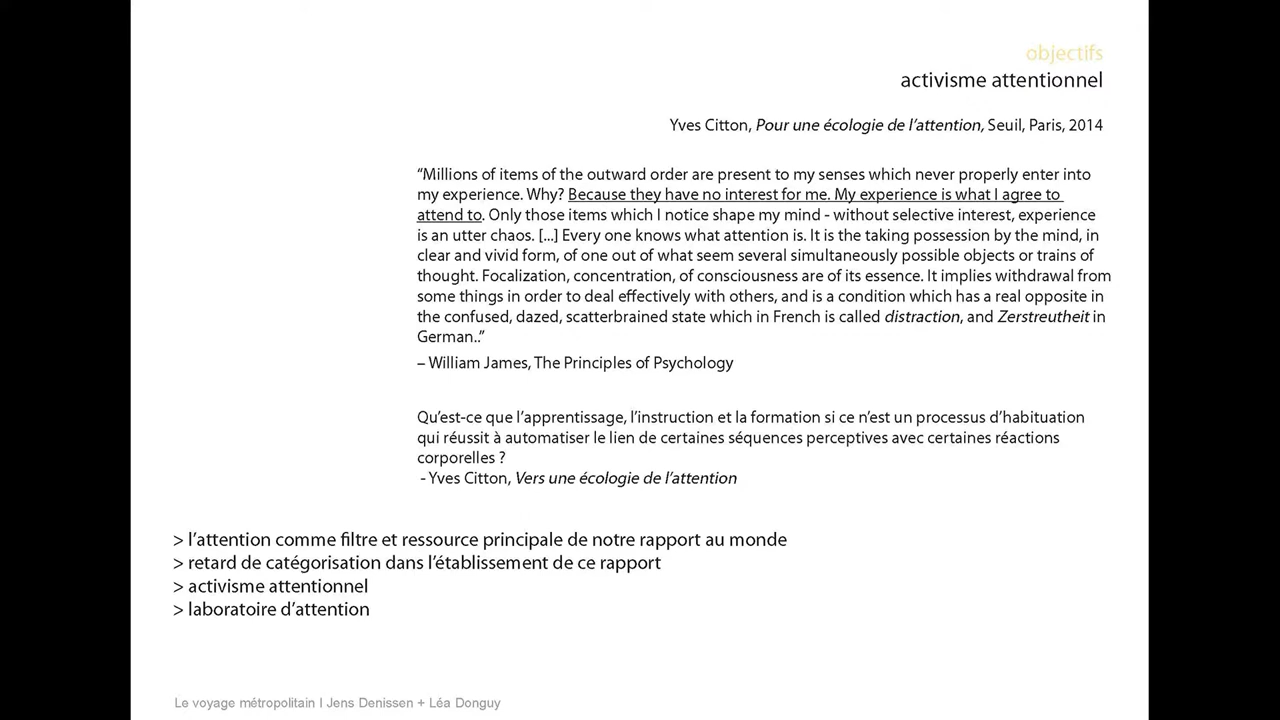 objectifs
activisme attentionnel
Yves Citton, Pour une écologie de l’attention, Seuil, Paris, 2014
“Millions of items of the outward order are present to my senses which never properly enter into
my experience. Why? Because they have no interest for me. My experience is what I agree to
attend to. Only those items which I notice shape my mind - without selective interest, experience
is an utter chaos. [...] Every one knows what attention is. It is the taking possession by the mind, in
clear and vivid form, of one out of what seem several simultaneously possible objects or trains of
thought. Focalization, concentration, of consciousness are of its essence. It implies withdrawal from
some things in order to deal effectively with others, and is a condition which has a real opposite in
the confused, dazed, scatterbrained state which in French is called distraction, and Zerstreutheit in
German..”
– William James, The Principles of Psychology
Qu’est-ce que l’apprentissage, l’instruction et la formation si ce n’est un processus d’habituation
qui réussit à automatiser le lien de certaines séquences perceptives avec certaines réactions
corporelles ?
- Yves Citton, Vers une écologie de l’attention
> l’attention comme filtre et ressource principale de notre rapport au monde
> retard de catégorisation dans l’établissement de ce rapport
> activisme attentionnel
> laboratoire d’attention
Le voyage métropolitain I Jens Denissen + Léa Donguy